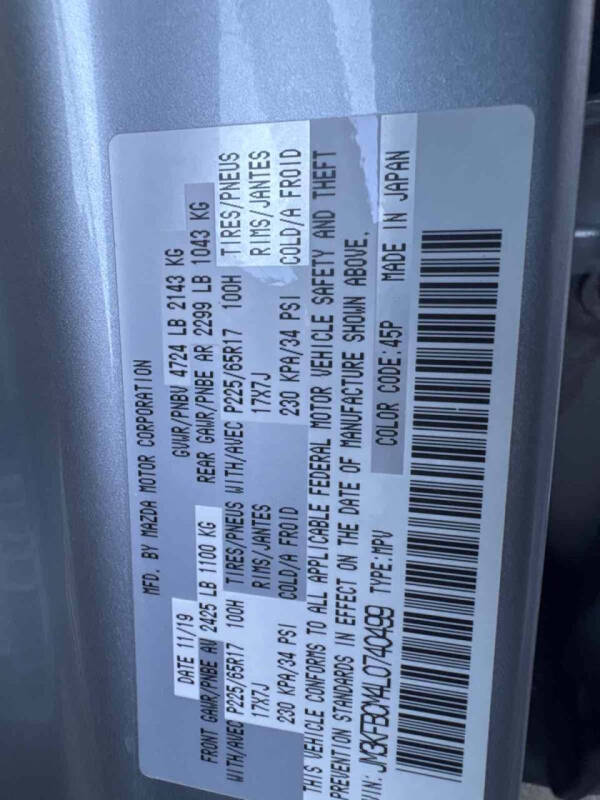 MFD. BY MAZDA MOTOR CORPORATION
DATE 11/19 GVWR/PNBV 4724 LB 2143 KG
FRONT GAWR/PNBE AV 2425 LB 1100 KG REAR GAWR/PNBE AR 2299 LB 1043 KG
WITH/AVEC P225/65R17 100H TIRES/PNEUS WITH/AVEC P225/65R17 100H TIRES/PNEUS
17X7J RIMS/JANTES 17X7J RIMS/JANTES
230 KPA/34 PSI COLD/A FROID 230 KPA/34 PSI COLD/A FROID
THIS VEHICLE CONFORMS TO ALL APPLICABLE FEDERAL MOTOR VEHICLE SAFETY AND THEFT
PREVENTION STANDARDS IN EFFECT ON THE DATE OF MANUFACTURE SHOWN ABOVE.
VIN: JM3KFBCM4L0740499 TYPE:MPV COLOR CODE:45P MADE IN JAPAN